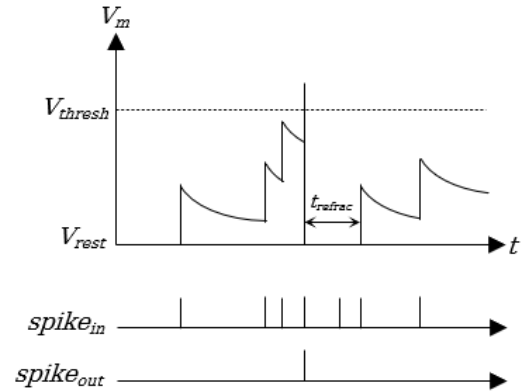 V_m
V_thresh
t_refrac
V_rest
t
spike_in
spike_out